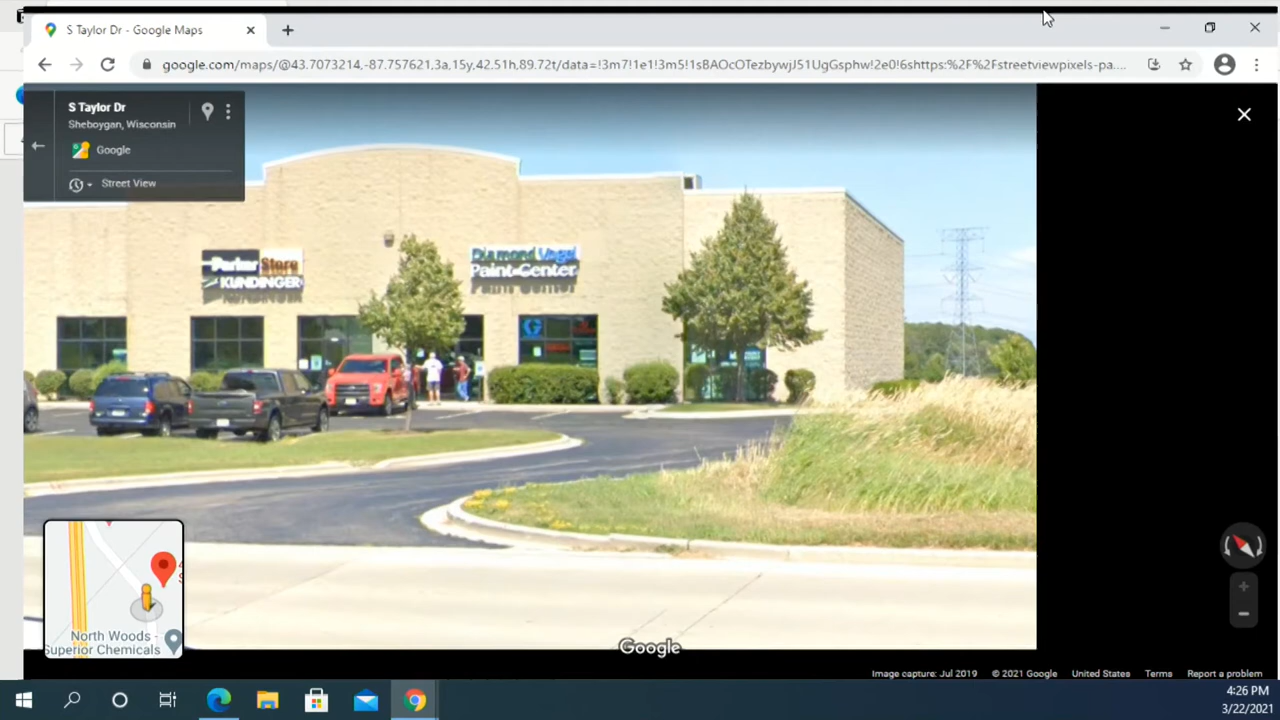 S Taylor Dr - Google Maps
google.com/maps/@43.7073214,-87.757621,3a,15y,42.51h,89.72t/data=!3m7!1e1!3m5!1sBAOcOTezbywjJ51UgGsphw!2e0!6shttps:%2F%2Fstreetviewpixels-pa....
S Taylor Dr
Sheboygan, Wisconsin
Google
Street View
Parker Store
KUNDINGER
Diamond Vogel
Paint Center
North Woods -
Superior Chemicals
Google
Image capture: Jul 2019 © 2021 Google United States Terms Report a problem
4:26 PM
3/22/2021